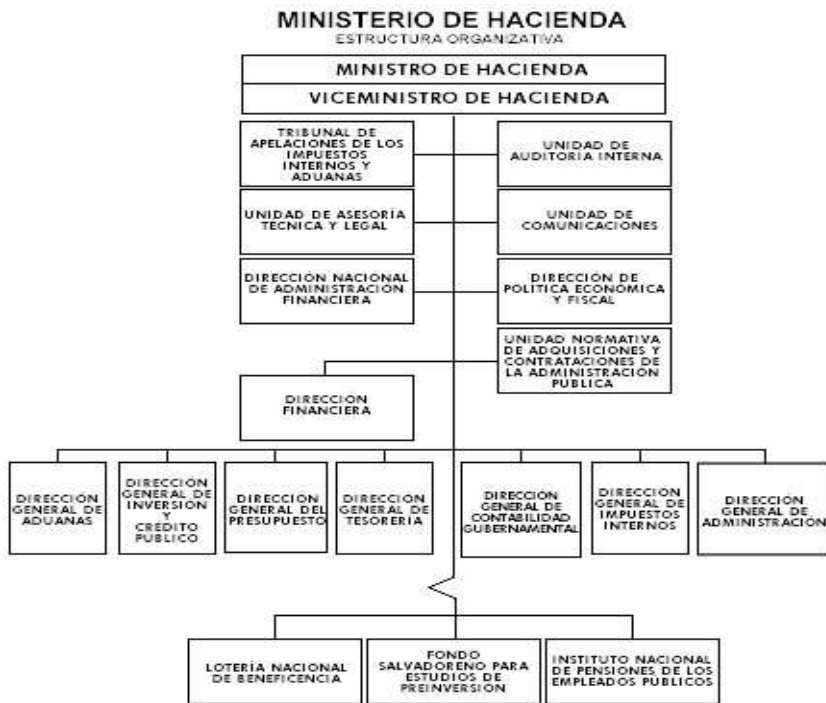 MINISTERIO DE HACIENDA
ESTRUCTURA ORGANIZATIVA
MINISTRO DE HACIENDA
VICEMINISTRO DE HACIENDA
TRIBUNAL DE
APELACIONES DE LOS
IMPUESTOS
INTERNOS Y
ADUANAS
UNIDAD DE
AUDITORIA INTERNA
UNIDAD DE ASESORÍA
TECNICA Y LEGAL
UNIDAD DE
COMUNICACIONES
DIRECCIÓN NACIONAL
DE ADMINISTRACIÓN
FINANCIERA
DIRECCIÓN DE
POLÍTICA ECONÓMICA
Y FISCAL
UNIDAD NORMATIVA
DE ADQUISICIONES Y
CONTRATACIONES DE
LA ADMINISTRACIÓN
PUBLICA
DIRECCIÓN
FINANCIERA
DIRECCIÓN
GENERAL DE
ADUANAS
DIRECCIÓN
GENERAL DE
INVERSIÓN
Y
CRÉDITO
PUBLICO
DIRECCIÓN
GENERAL DEL
PRESUPUESTO
DIRECCIÓN
GENERAL DE
TESORERIA
DIRECCIÓN
GENERAL DE
CONTABILIDAD
GUBERNAMENTAL
DIRECCIÓN
GENERAL DE
IMPUESTOS
INTERNOS
DIRECCIÓN
GENERAL DE
ADMINISTRACIÓN
LOTERÍA NACIONAL
DE BENEFICENCIA
FONDO
SALVADORENO PARA
ESTUDIOS DE
PREINVERSIÓN
INSTITUTO NACIONAL
DE PENSIONES DE LOS
EMPLEADOS PUBLICOS